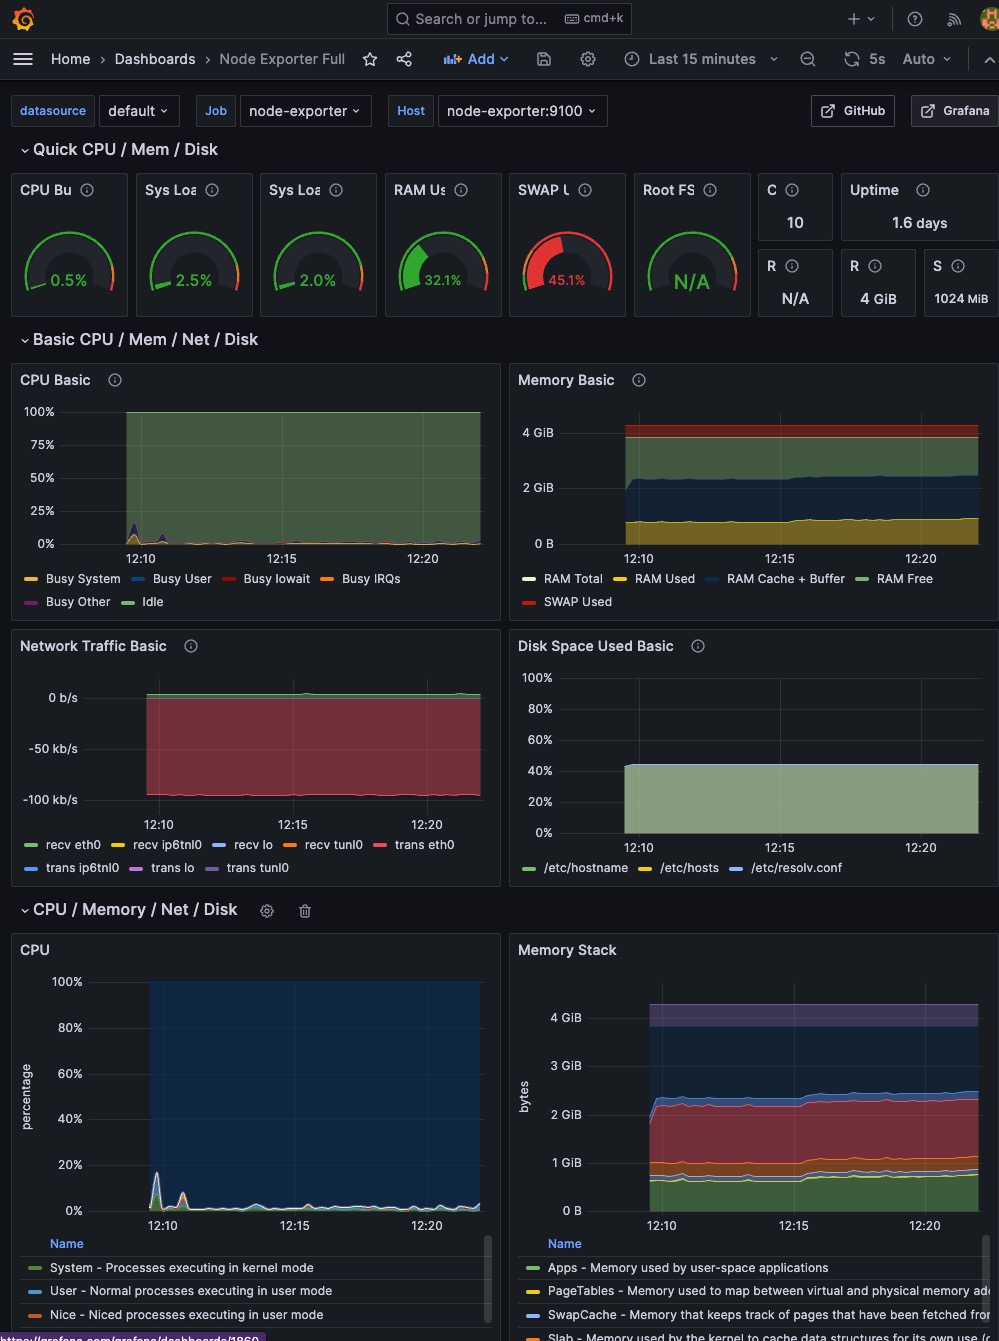 Search or jump to... cmd+k
Home › Dashboards › Node Exporter Full Add Last 15 minutes 5s Auto
datasource default Job node-exporter Host node-exporter:9100 GitHub Grafana
Quick CPU / Mem / Disk
CPU Bu Sys Loa Sys Loa RAM Us SWAP U Root FS C Uptime
10 1.6 days
0.5% 2.5% 2.0% 32.1% 45.1% N/A
R R S
N/A 4 GiB 1024 MiB
Basic CPU / Mem / Net / Disk
CPU Basic
100%
75%
50%
25%
0%
12:10 12:15 12:20
Busy System Busy User Busy Iowait Busy IRQs
Busy Other Idle
Memory Basic
4 GiB
2 GiB
0 B
12:10 12:15 12:20
RAM Total RAM Used RAM Cache + Buffer RAM Free
SWAP Used
Network Traffic Basic
0 b/s
-50 kb/s
-100 kb/s
12:10 12:15 12:20
recv eth0 recv ip6tnl0 recv lo recv tunl0 trans eth0
trans ip6tnl0 trans lo trans tunl0
Disk Space Used Basic
100%
80%
60%
40%
20%
0%
12:10 12:15 12:20
/etc/hostname /etc/hosts /etc/resolv.conf
CPU / Memory / Net / Disk
CPU
percentage
100%
80%
60%
40%
20%
0%
12:10 12:15 12:20
Name
System - Processes executing in kernel mode
User - Normal processes executing in user mode
Nice - Niced processes executing in user mode
Memory Stack
bytes
4 GiB
3 GiB
2 GiB
1 GiB
0 B
12:10 12:15 12:20
Name
Apps - Memory used by user-space applications
PageTables - Memory used to map between virtual and physical memory ad
SwapCache - Memory that keeps track of pages that have been fetched fro
Slab - Memory used by the kernel to cache data structures for its own use (
https://grafana.com/grafana/dashboards/1860